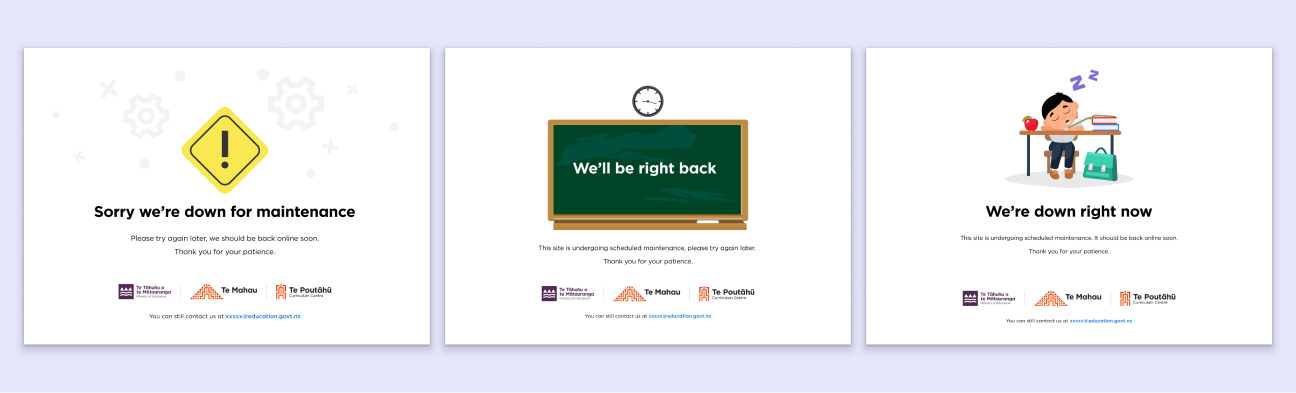 Sorry we're down for maintenance
Please try again later, we should be back online soon.
Thank you for your patience.
Te Tāhuhu o
te Mātauranga
Ministry of Education
Te Mahau
Te Poutāhū
Curriculum Centre
You can still contact us at xxxxx@education.govt.nz
We'll be right back
This site is undergoing scheduled maintenance, please try again later.
Thank you for your patience.
Te Tāhuhu o
te Mātauranga
Ministry of Education
Te Mahau
Te Poutāhū
Curriculum Centre
You can still contact us at xxxxx@education.govt.nz
Z Z
We're down right now
This site is undergoing scheduled maintenance. It should be back online soon.
Thank you for your patience.
Te Tāhuhu o
te Mātauranga
Ministry of Education
Te Mahau
Te Poutāhū
Curriculum Centre
You can still contact us at xxxxx@education.govt.nz